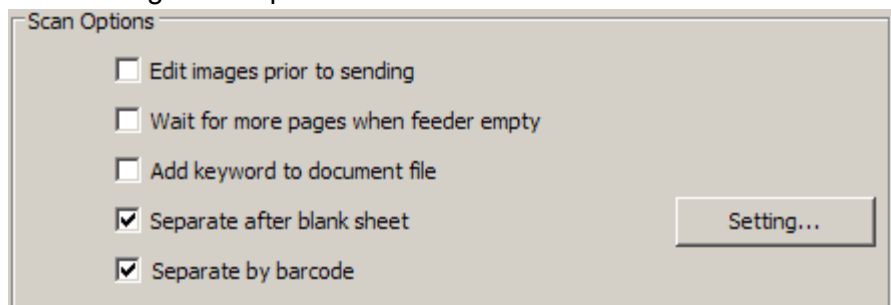 Scan Options
Edit images prior to sending
Wait for more pages when feeder empty
Add keyword to document file
Separate after blank sheet
Setting...
Separate by barcode